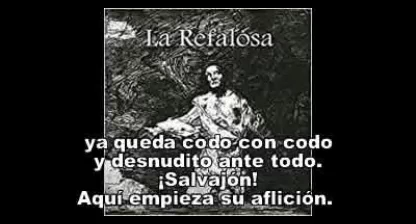 La Refalósa
ya queda codo con codo
y desnudito ante todo.
¡Salvajón!
Aquí empieza su aflición.